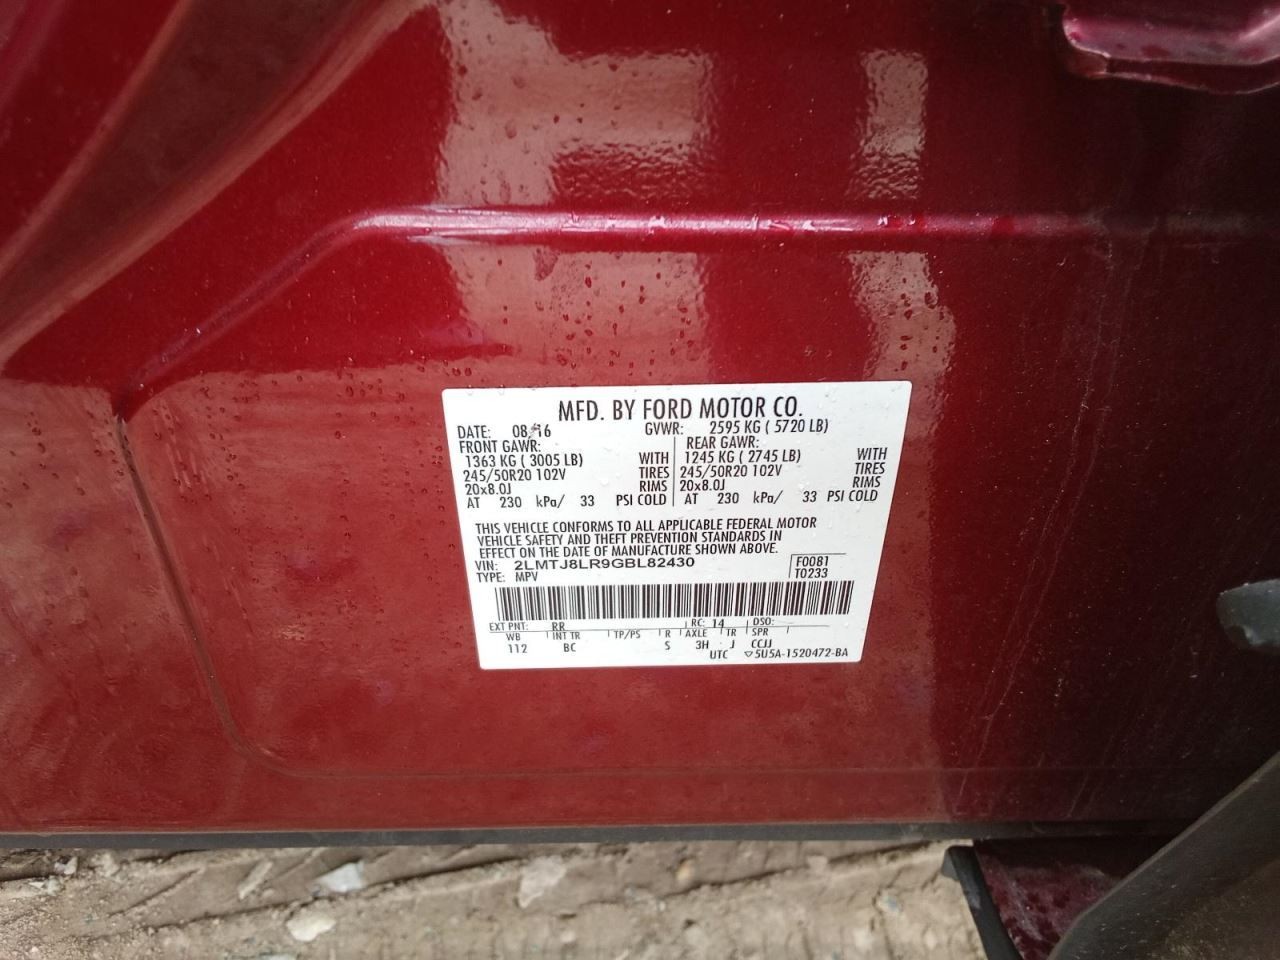 MFD. BY FORD MOTOR CO.
DATE: 08/16 GVWR: 2595 KG ( 5720 LB)
FRONT GAWR: REAR GAWR:
1363 KG ( 3005 LB) WITH 1245 KG ( 2745 LB) WITH
245/50R20 102V TIRES 245/50R20 102V TIRES
20x8.0J RIMS 20x8.0J RIMS
AT 230 kPa/ 33 PSI COLD AT 230 kPa/ 33 PSI COLD
THIS VEHICLE CONFORMS TO ALL APPLICABLE FEDERAL MOTOR
VEHICLE SAFETY AND THEFT PREVENTION STANDARDS IN
EFFECT ON THE DATE OF MANUFACTURE SHOWN ABOVE.
VIN: 2LMTJ8LR9GBL82430 F0081
TYPE: MPV T0233
EXT PNT: RR RC: 14 DSO:
WB INT TR TP/PS R AXLE TR SPR
112 BC S 3H J CCJJ
UTC ▽5U5A-1520472-BA